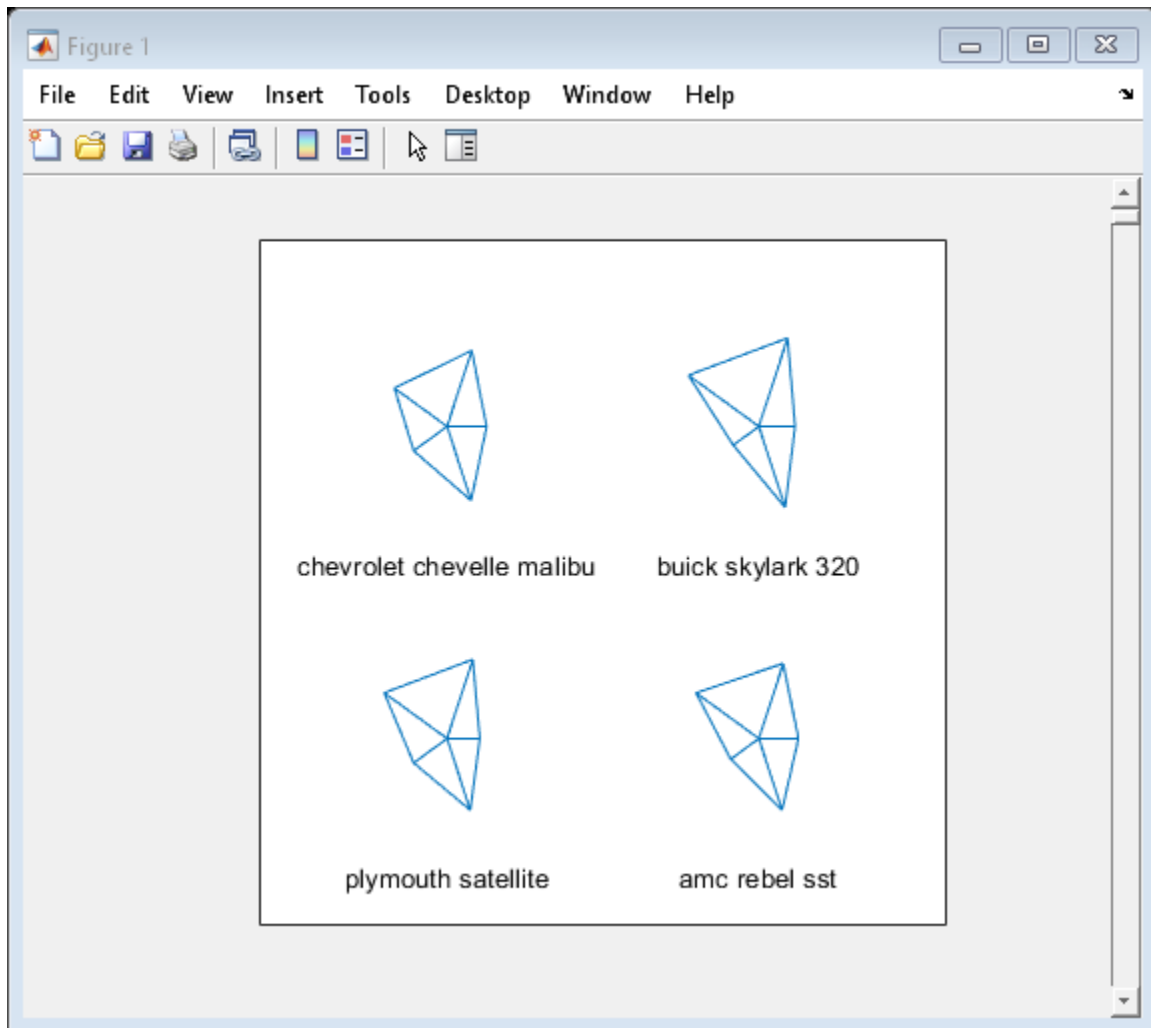 Figure 1
File Edit View Insert Tools Desktop Window Help
chevrolet chevelle malibu buick skylark 320
plymouth satellite amc rebel sst